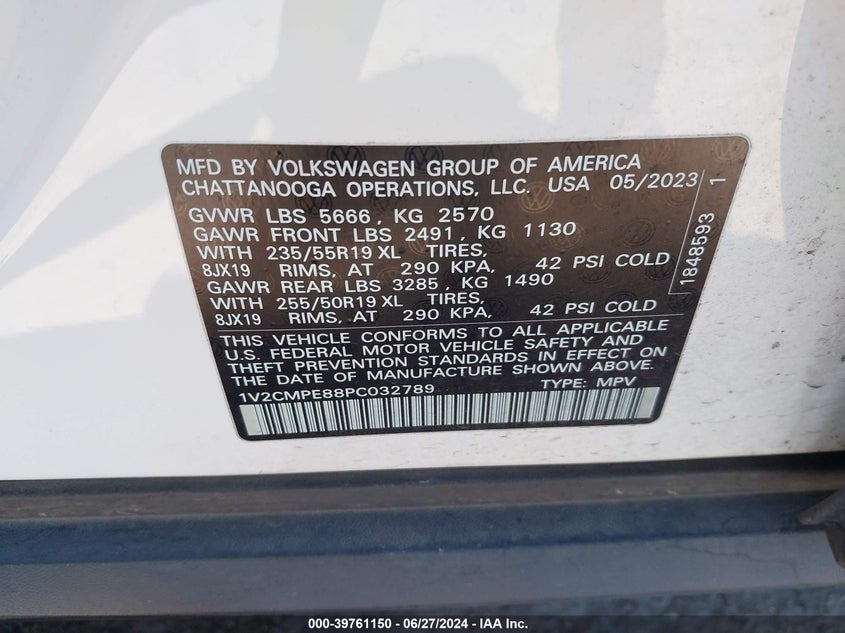 MFD BY VOLKSWAGEN GROUP OF AMERICA
CHATTANOOGA OPERATIONS, LLC. USA 05/2023
GVWR LBS 5666, KG 2570
GAWR FRONT LBS 2491, KG 1130
WITH 235/55R19 XL TIRES,
8JX19 RIMS, AT 290 KPA, 42 PSI COLD
GAWR REAR LBS 3285, KG 1490
WITH 255/50R19 XL TIRES,
8JX19 RIMS, AT 290 KPA, 42 PSI COLD
THIS VEHICLE CONFORMS TO ALL APPLICABLE
U.S. FEDERAL MOTOR VEHICLE SAFETY AND
THEFT PREVENTION STANDARDS IN EFFECT ON
THE DATE OF MANUFACTURE SHOWN ABOVE.
1V2CMPE88PC032789 TYPE: MPV
1848593 1
000-39761150 - 06/27/2024 - IAA Inc.